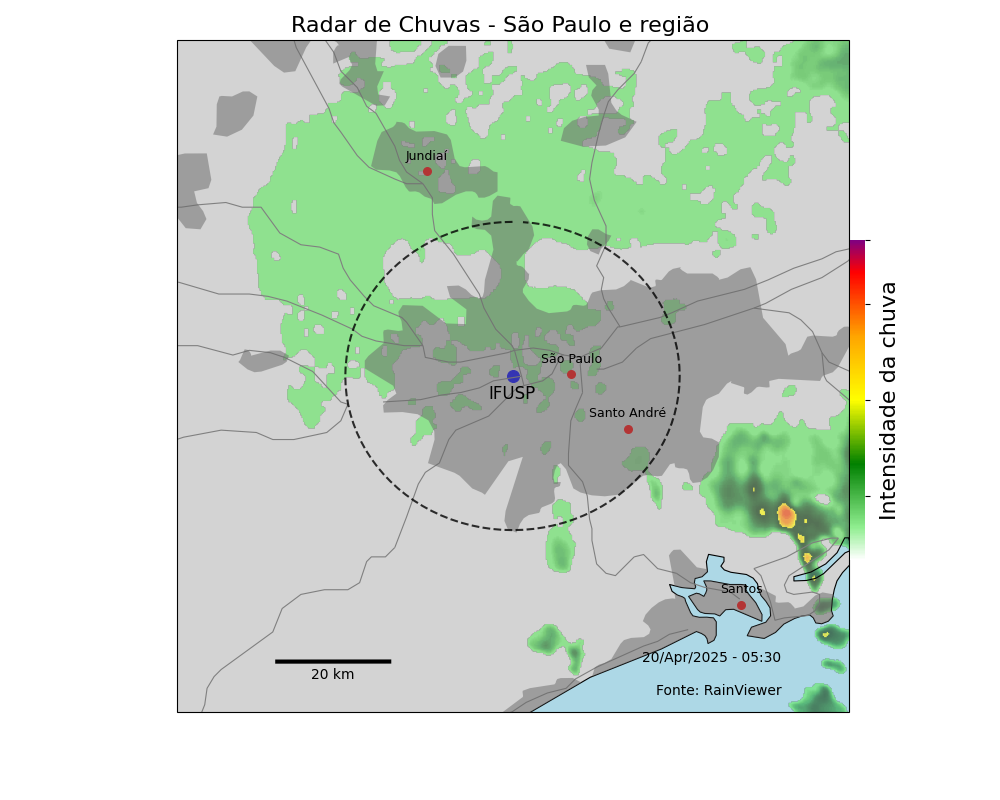 Radar de Chuvas - São Paulo e região
Jundiaí
São Paulo
IFUSP
Santo André
Intensidade da chuva
Santos
20/Apr/2025 - 05:30
20 km
Fonte: RainViewer